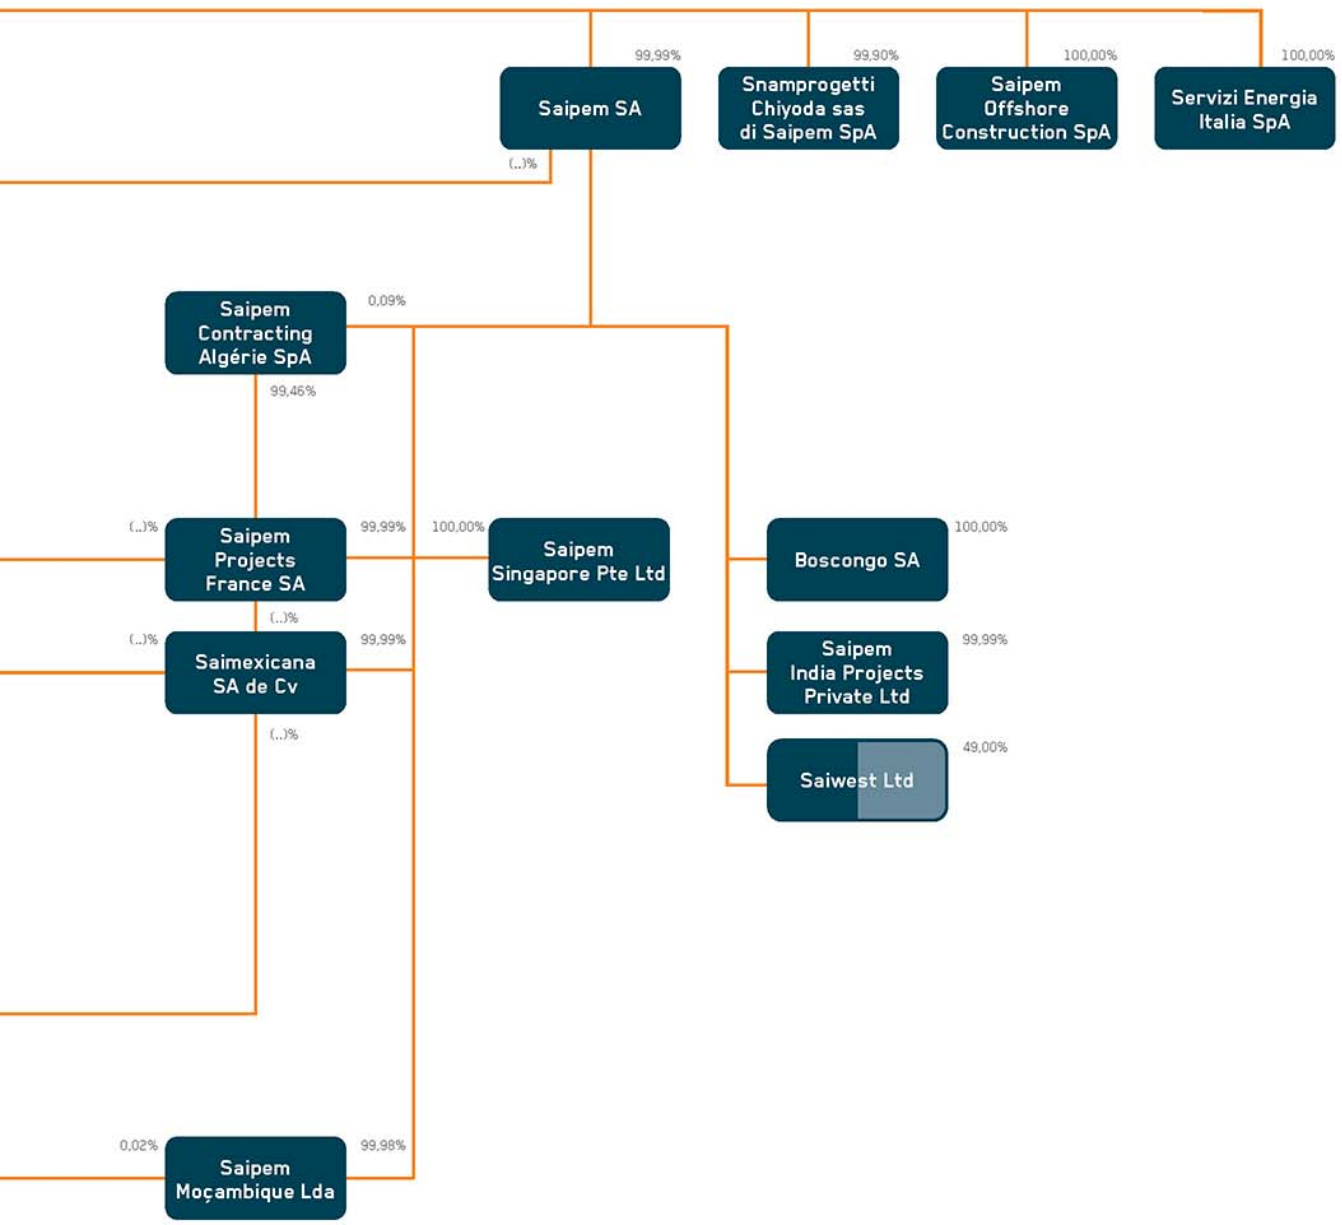 99,99%
99,90%
100,00%
100,00%
Saipem SA
Snamprogetti
Chiyoda sas
di Saipem SpA
Saipem
Offshore
Construction SpA
Servizi Energia
Italia SpA
(..)%
Saipem
Contracting
Algérie SpA
0,09%
99,46%
(..)%
Saipem
Projects
France SA
99,99%
100,00%
Saipem
Singapore Pte Ltd
Boscongo SA
100,00%
(..)%
(..)%
Saimexicana
SA de Cv
99,99%
Saipem
India Projects
Private Ltd
99,99%
(..)%
Saiwest Ltd
49,00%
0,02%
Saipem
Moçambique Lda
99,98%